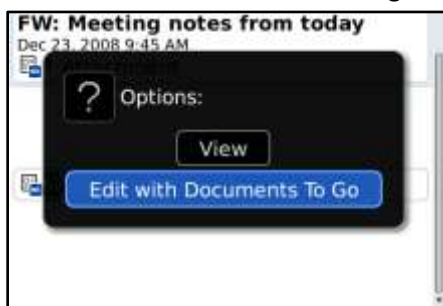 FW: Meeting notes from today
Dec 23, 2008 9:45 AM
? Options:
View
Edit with Documents To Go